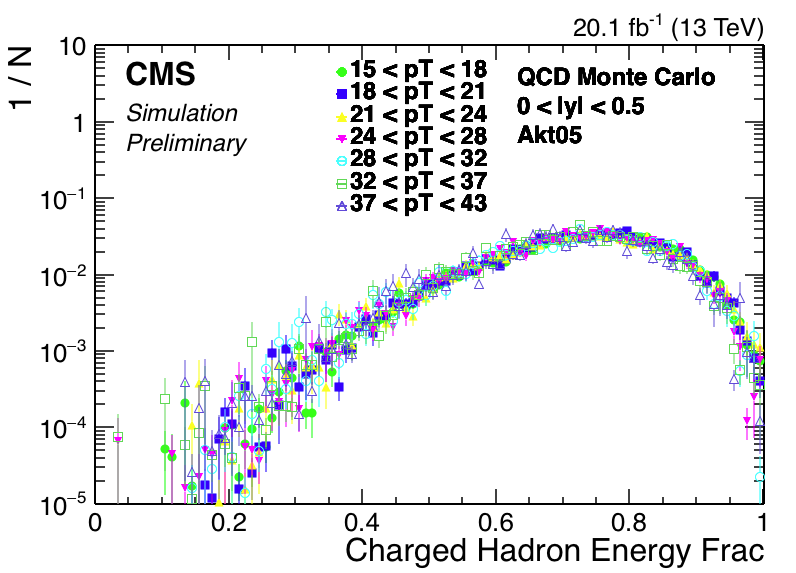 20.1 fb⁻¹ (13 TeV)
1 / N
CMS
Simulation
Preliminary
15 < pT < 18
18 < pT < 21
21 < pT < 24
24 < pT < 28
28 < pT < 32
32 < pT < 37
37 < pT < 43
QCD Monte Carlo
0 < |y| < 0.5
Akt05
10
1
10⁻¹
10⁻²
10⁻³
10⁻⁴
10⁻⁵
0 0.2 0.4 0.6 0.8 1
Charged Hadron Energy Frac